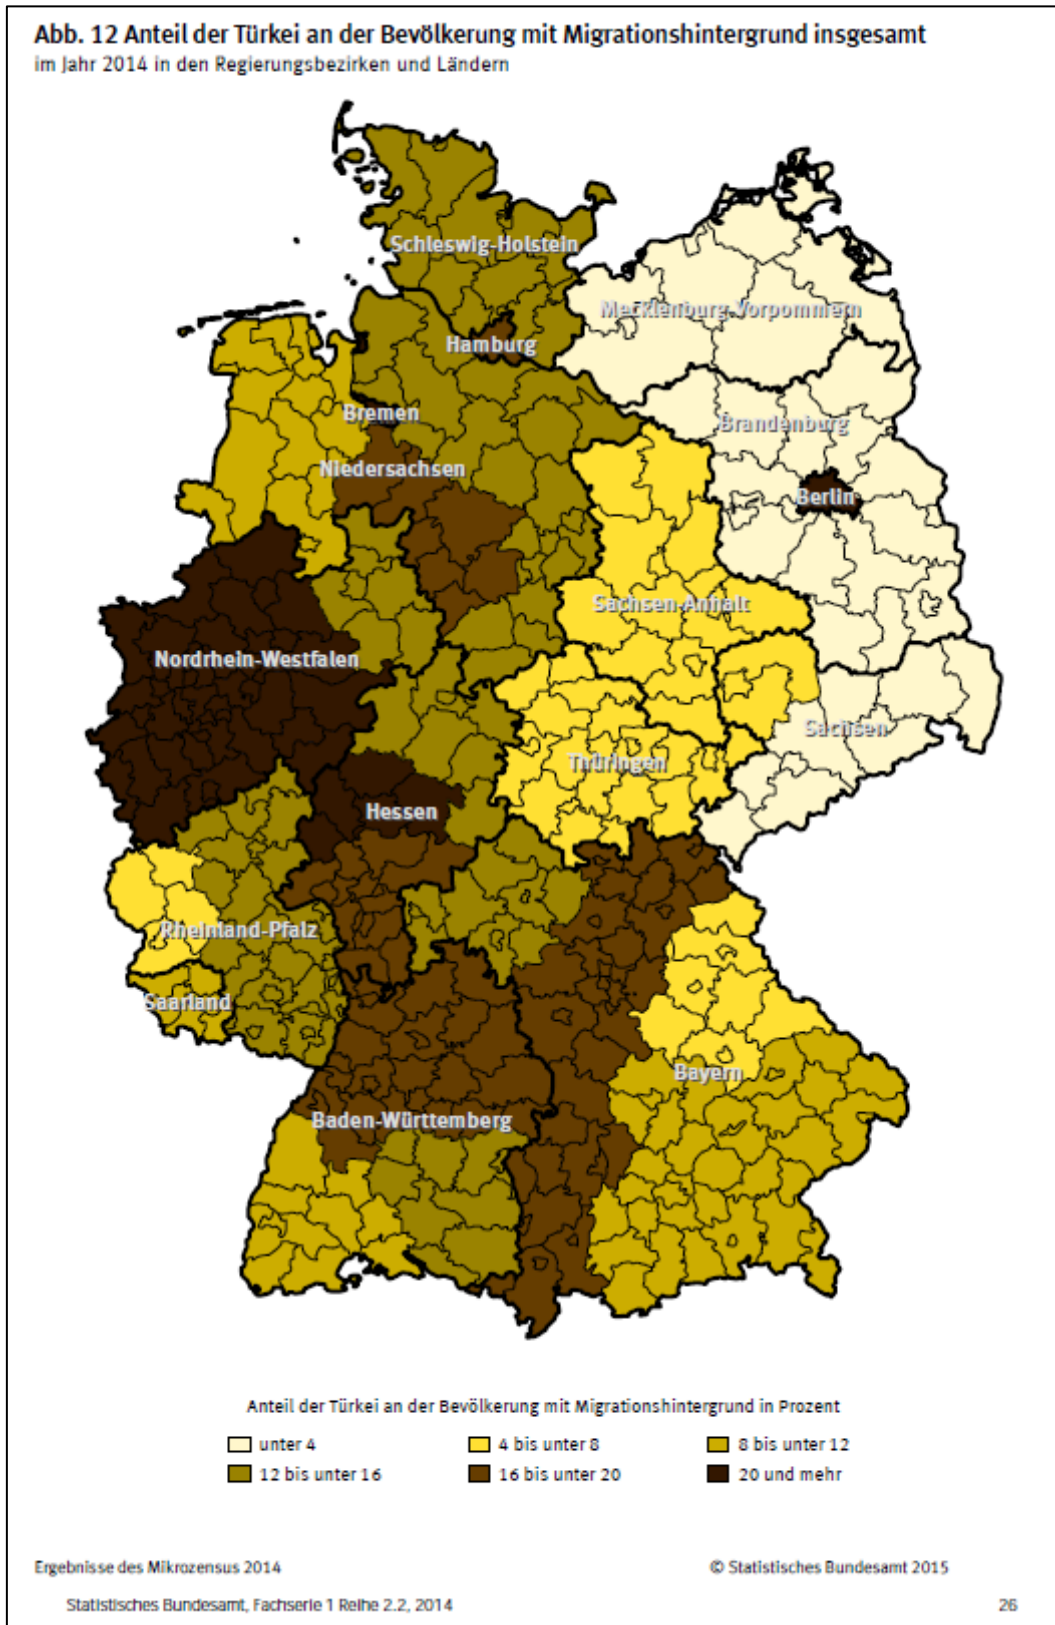 Abb. 12 Anteil der Türkei an der Bevölkerung mit Migrationshintergrund insgesamt
im Jahr 2014 in den Regierungsbezirken und Ländern
Schleswig-Holstein
Mecklenburg-Vorpommern
Hamburg
Bremen
Brandenburg
Niedersachsen
Berlin
Sachsen-Anhalt
Nordrhein-Westfalen
Sachsen
Thüringen
Hessen
Rheinland-Pfalz
Saarland
Bayern
Baden-Württemberg
Anteil der Türkei an der Bevölkerung mit Migrationshintergrund in Prozent
unter 4 4 bis unter 8 8 bis unter 12
12 bis unter 16 16 bis unter 20 20 und mehr
Ergebnisse des Mikrozensus 2014 © Statistisches Bundesamt 2015
Statistisches Bundesamt, Fachserie 1 Reihe 2.2, 2014 26